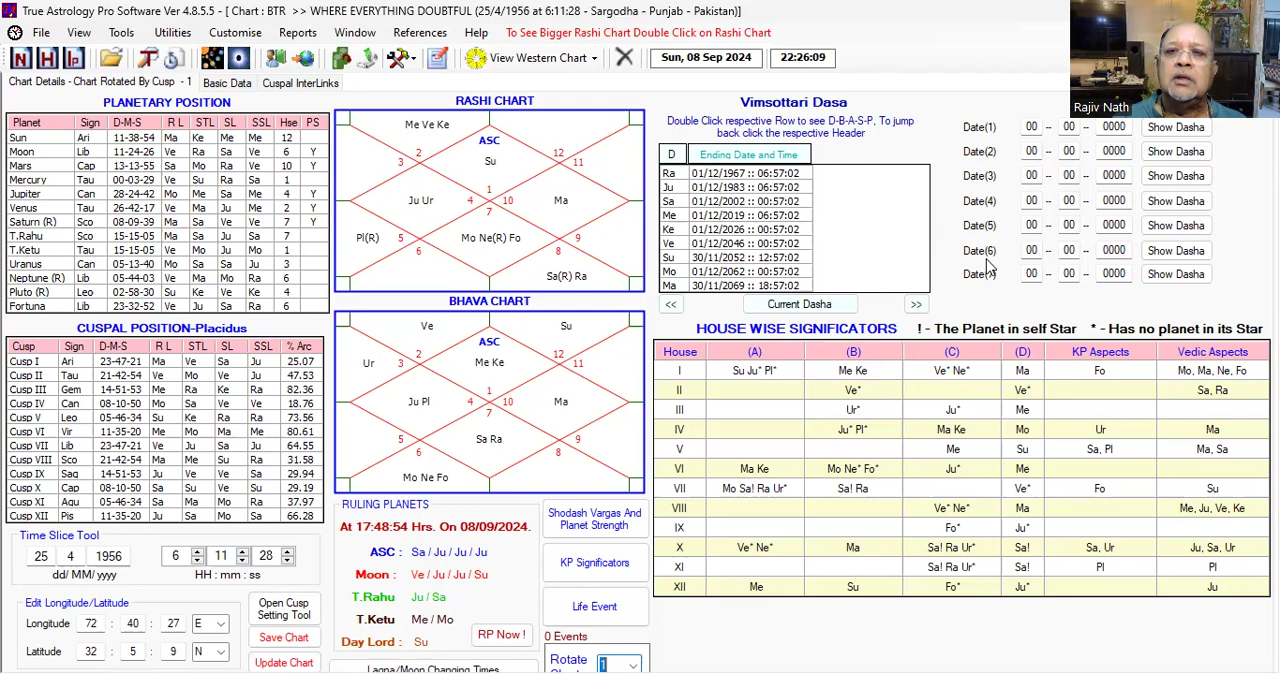 True Astrology Pro Software Ver 4.8.5.5 - [ Chart : BTR >> WHERE EVERYTHING DOUBTFUL (25/4/1956 at 6:11:28 - Sargodha - Punjab - Pakistan)]
File View Tools Utilities Customise Reports Window References Help To See Bigger Rashi Chart Double Click on Rashi Chart
N H Ip View Western Chart Sun, 08 Sep 2024 22:26:09
Chart Details - Chart Rotated By Cusp - 1 Basic Data Cuspal InterLinks
Rajiv Nath
PLANETARY POSITION
Planet Sign D-M-S R L STL SL SSL Hse PS
Sun Ari 11-38-54 Ma Ke Me Me 12
Moon Lib 11-24-26 Ve Ra Sa Ve 6 Y
Mars Cap 13-13-55 Sa Mo Ra Ve 10 Y
Mercury Tau 00-03-29 Ve Su Ra Sa 1
Jupiter Can 28-24-42 Mo Me Sa Me 4 Y
Venus Tau 26-42-17 Ve Ma Ju Me 2 Y
Saturn (R) Sco 08-09-39 Ma Sa Ve Sa 7 Y
T.Rahu Sco 15-15-05 Ma Sa Ju Sa 7
T.Ketu Tau 15-15-05 Ve Mo Ju Mo 1
Uranus Can 05-13-40 Mo Sa Sa Ju 3
Neptune (R) Lib 05-44-03 Ve Ma Mo Ra 6
Pluto (R) Leo 02-58-30 Su Ke Ve Ke 4
Fortuna Lib 23-32-52 Ve Ju Sa Ra 6
CUSPAL POSITION-Placidus
Cusp Sign D-M-S R L STL SL SSL % Arc
Cusp I Ari 23-47-21 Ma Ve Sa Ju 25.07
Cusp II Tau 21-42-54 Ve Mo Ve Ju 47.53
Cusp III Gem 14-51-53 Me Ra Ke Ra 82.36
Cusp IV Can 08-10-50 Mo Sa Ve Ve 18.76
Cusp V Leo 05-46-34 Su Ke Ra Ra 73.56
Cusp VI Vir 11-35-20 Me Mo Ma Me 80.61
Cusp VII Lib 23-47-21 Ve Ju Sa Ju 64.55
Cusp VIII Sco 21-42-54 Ma Me Su Ra 31.58
Cusp IX Sag 14-51-53 Ju Ve Ve Sa 29.94
Cusp X Cap 08-10-50 Sa Su Ve Su 29.19
Cusp XI Aqu 05-46-34 Sa Ma Mo Ra 37.97
Cusp XII Pis 11-35-20 Ju Sa Mo Sa 66.28
Time Slice Tool
25 4 1956 6 11 28
dd/ MM/ yyyy HH : mm : ss
Edit Longitude/Latitude
Longitude 72 : 40 : 27 E
Latitude 32 : 5 : 9 N
Open Cusp
Setting Tool
Save Chart
Update Chart
RASHI CHART
Me Ve Ke
ASC
Su
2 12
3 11
1
Ju Ur 4 10 Ma
7
Pl(R) 5 Mo Ne(R) Fo 9
6 8
Sa(R) Ra
BHAVA CHART
Ve Su
ASC
2 12
Ur 3 Me Ke 11
1
Ju Pl 4 10 Ma
7
5 Sa Ra 9
6 8
Mo Ne Fo
RULING PLANETS
At 17:48:54 Hrs. On 08/09/2024.
ASC : Sa / Ju / Ju / Ju
Moon : Ve / Ju / Ju / Su
T.Rahu Ju / Sa
T.Ketu Me / Mo
Day Lord : Su
RP Now !
Lagna/Moon Changing Times
Shodash Vargas And
Planet Strength
KP Significators
Life Event
0 Events
Rotate
1
Vimsottari Dasa
Double Click respective Row to see D-B-A-S-P, To jump
back click the respective Header
D Ending Date and Time
Ra 01/12/1967 :: 06:57:02
Ju 01/12/1983 :: 06:57:02
Sa 01/12/2002 :: 00:57:02
Me 01/12/2019 :: 06:57:02
Ke 01/12/2026 :: 00:57:02
Ve 01/12/2046 :: 00:57:02
Su 30/11/2052 :: 12:57:02
Mo 01/12/2062 :: 00:57:02
Ma 30/11/2069 :: 18:57:02
<< Current Dasha >>
Date(1) 00 -- 00 -- 0000 Show Dasha
Date(2) 00 -- 00 -- 0000 Show Dasha
Date(3) 00 -- 00 -- 0000 Show Dasha
Date(4) 00 -- 00 -- 0000 Show Dasha
Date(5) 00 -- 00 -- 0000 Show Dasha
Date(6) 00 -- 00 -- 0000 Show Dasha
00 -- 00 -- 0000 Show Dasha
HOUSE WISE SIGNIFICATORS ! - The Planet in self Star * - Has no planet in its Star
House (A) (B) (C) (D) KP Aspects Vedic Aspects
I Su Ju* Pl* Me Ke Ve* Ne* Ma Fo Mo, Ma, Ne, Fo
II Ve* Ve* Sa, Ra
III Ur* Ju* Me
IV Ju* Pl* Ma Ke Mo Ur Ma
V Me Su Sa, Pl Ma, Sa
VI Ma Ke Mo Ne* Fo* Ju* Me
VII Mo Sa! Ra Ur* Sa! Ra Ve* Fo Su
VIII Ve* Ne* Ma Me, Ju, Ve, Ke
IX Fo* Ju*
X Ve* Ne* Ma Sa! Ra Ur* Sa! Sa, Ur Ju, Sa, Ur
XI Sa! Ra Ur* Sa! Pl Pl
XII Me Su Fo* Ju* Ju